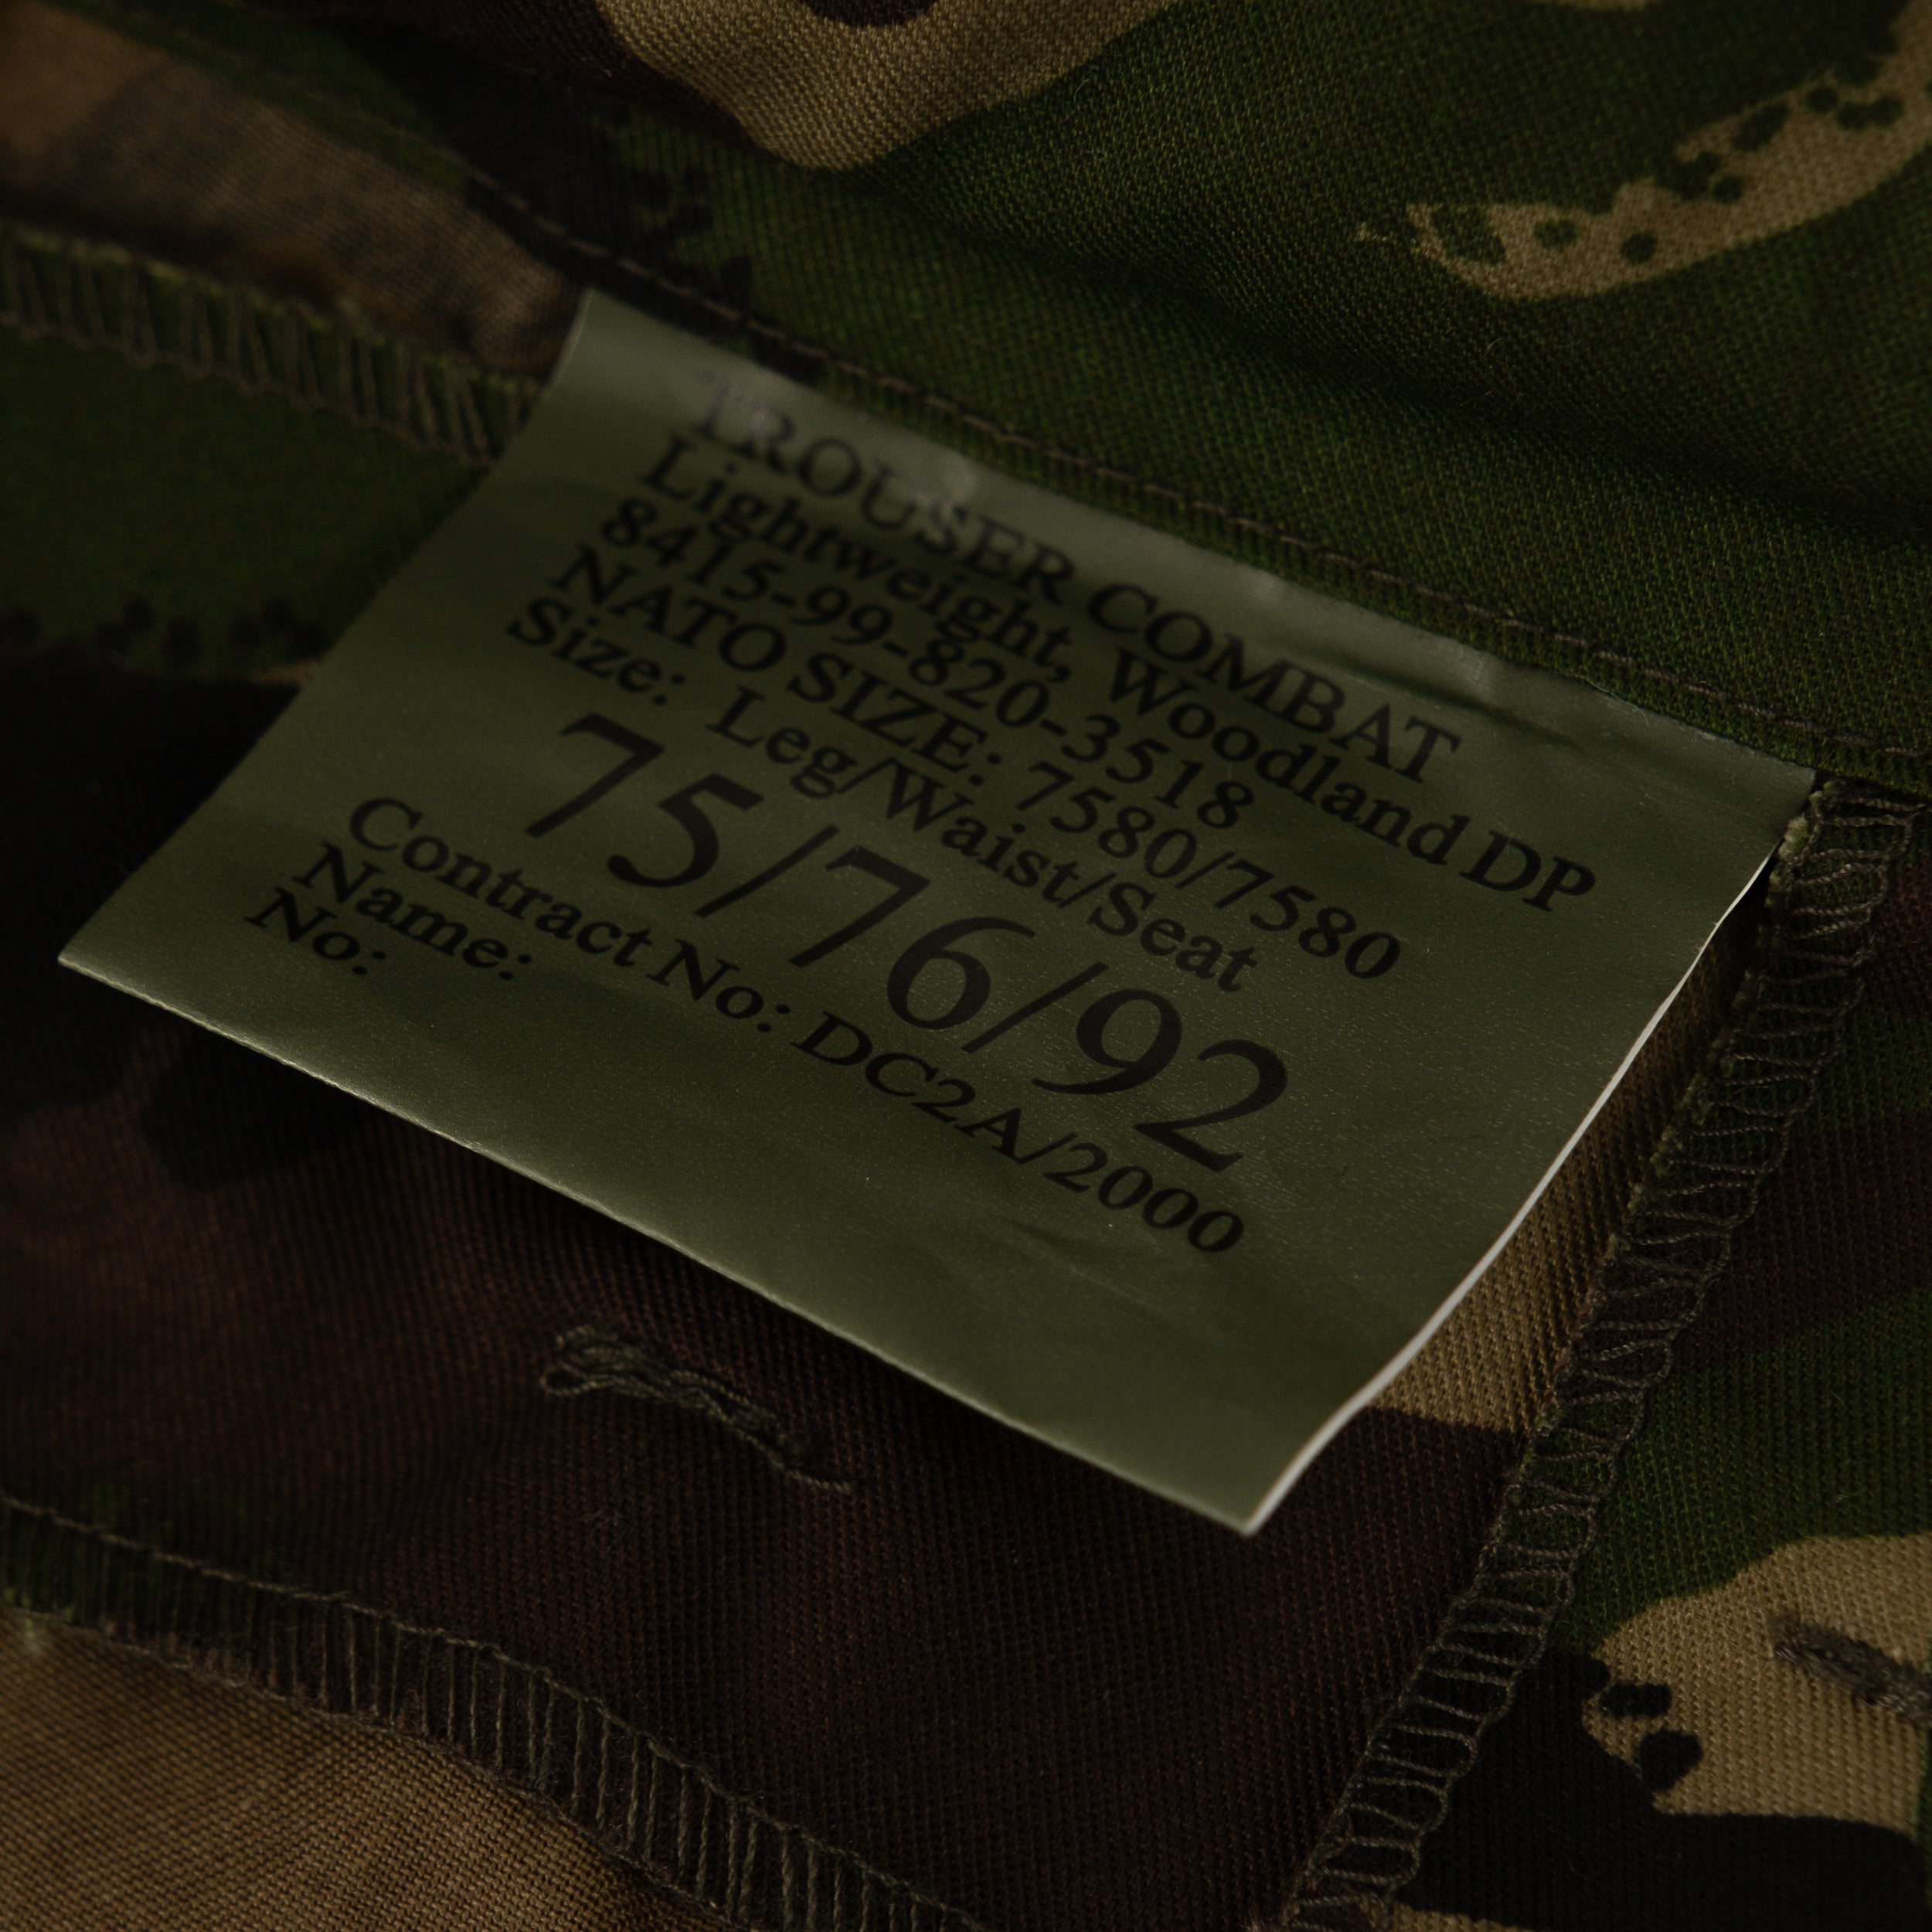 TROUSER COMBAT
Lightweight, Woodland DP
8415-99-820-3518
NATO SIZE: 7580/7580
Size: Leg/Waist/Seat
75/76/92
Contract No: DC2A/2000
Name:
No: